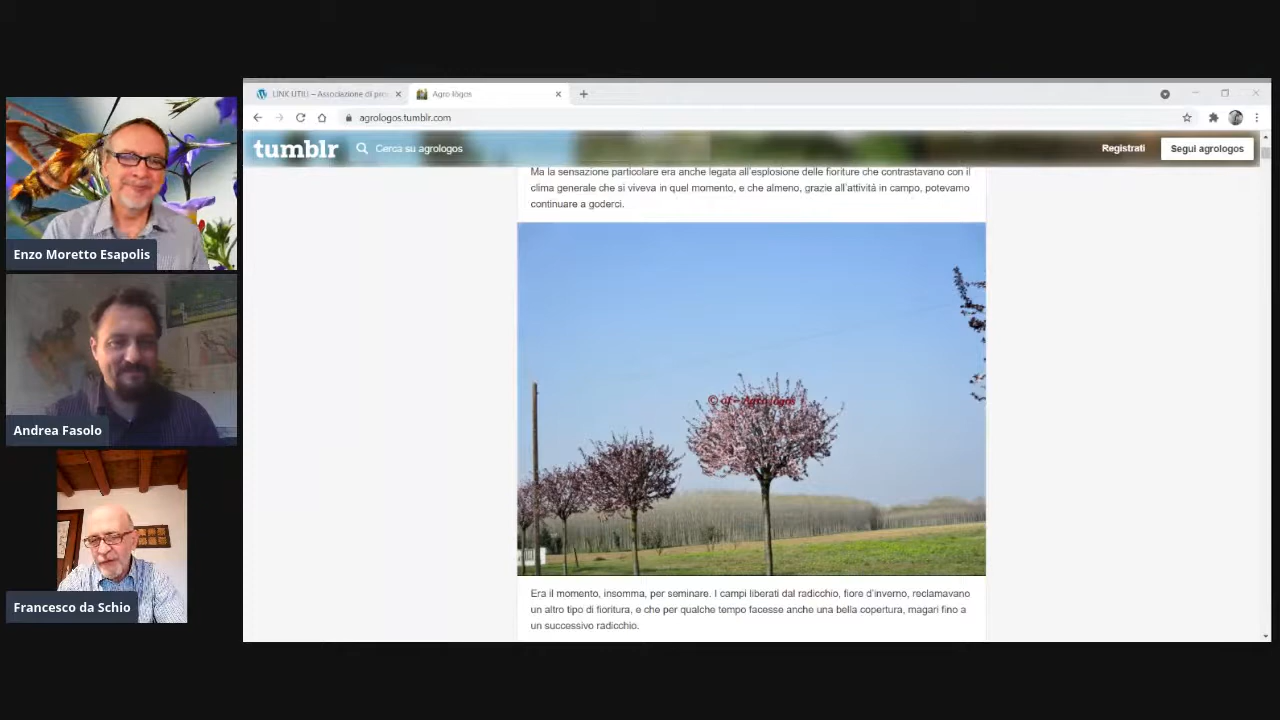 LINK UTILI – Associazione di pro
Agro lògos
agrologos.tumblr.com
tumblr
Cerca su agrologos
Registrati
Segui agrologos
Ma la sensazione particolare era anche legata all'esplosione delle fioriture che contrastavano con il
clima generale che si viveva in quel momento, e che almeno, grazie all'attività in campo, potevamo
continuare a goderci.
Era il momento, insomma, per seminare. I campi liberati dal radicchio, fiore d'inverno, reclamavano
un altro tipo di fioritura, e che per qualche tempo facesse anche una bella copertura, magari fino a
un successivo radicchio.
Enzo Moretto Esapolis
Andrea Fasolo
Francesco da Schio